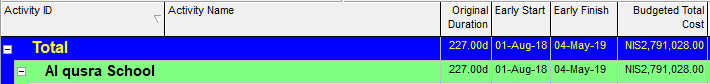 Activity ID Activity Name Original Duration Early Start Early Finish Budgeted Total Cost
Total 227.00d 01-Aug-18 04-May-19 NIS2,791,028.00
Al qusra School 227.00d 01-Aug-18 04-May-19 NIS2,791,028.00